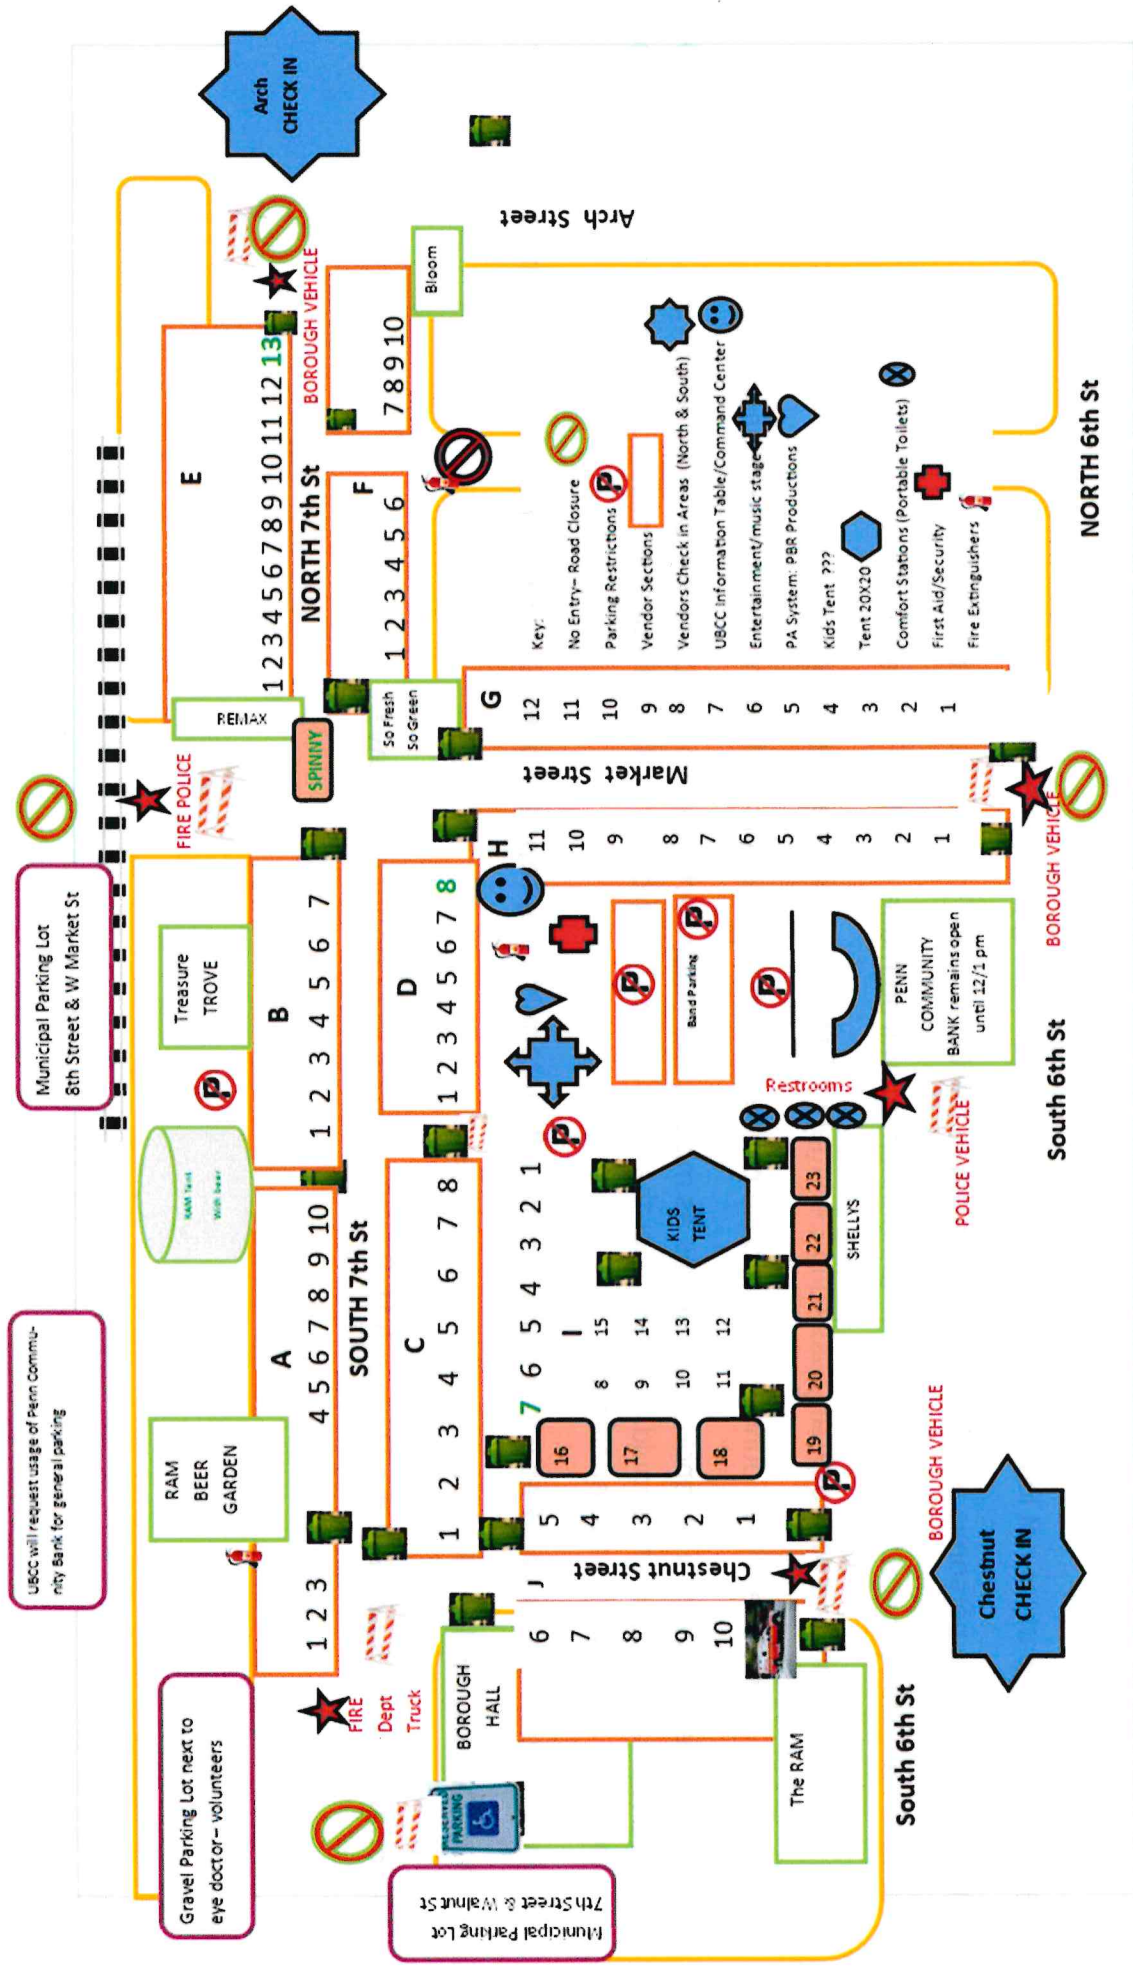 UBCC will request usage of Penn Commu-
nity Bank for general parking
Municipal Parking Lot
8th Street & W Market St
Gravel Parking Lot next to
eye doctor– volunteers
RAM
BEER
GARDEN
RAM Tent
With beer
Treasure
TROVE
FIRE POLICE
REMAX
E
1 2 3 4 5 6 7 8 9 10 11 12 13
Arch
CHECK IN
A
1 2 3 4 5 6 7 8 9 10
B
1 2 3 4 5 6 7
SPINNY
NORTH 7th St
BOROUGH VEHICLE
FIRE
Dept
Truck
SOUTH 7th St
F
1 2 3 4 5 6
7 8 9 10
So Fresh
So Green
Bloom
Arch Street
C
1 2 3 4 5 6 7 8
D
1 2 3 4 5 6 7 8
Municipal Parking Lot
7th Street & Walnut St
RESERVED
PARKING
BOROUGH
HALL
J
6
7
8
9
10
Chestnut Street
5
4
3
2
1
7 6 5 4 3 2 1
I
8 15
9 14
10 13
11 12
16
17
18
19 20 21 22 23
KIDS
TENT
P
P
P
Band Parking
P
P
P
Restrooms
SHELLYS
PENN
COMMUNITY
BANK remains open
until 12/1 pm
H
11
10
9
8
7
6
5
4
3
2
1
Market Street
G
12
11
10
9
8
7
6
5
4
3
2
1
Key:
No Entry– Road Closure
Parking Restrictions P
Vendor Sections
Vendors Check in Areas (North & South)
UBCC Information Table/Command Center
Entertainment/music stage
PA System: PBR Productions
Kids Tent ???
Tent 20X20
Comfort Stations (Portable Toilets)
First Aid/Security
Fire Extinguishers
The RAM
South 6th St
BOROUGH VEHICLE
Chestnut
CHECK IN
POLICE VEHICLE
South 6th St
BOROUGH VEHICLE
NORTH 6th St